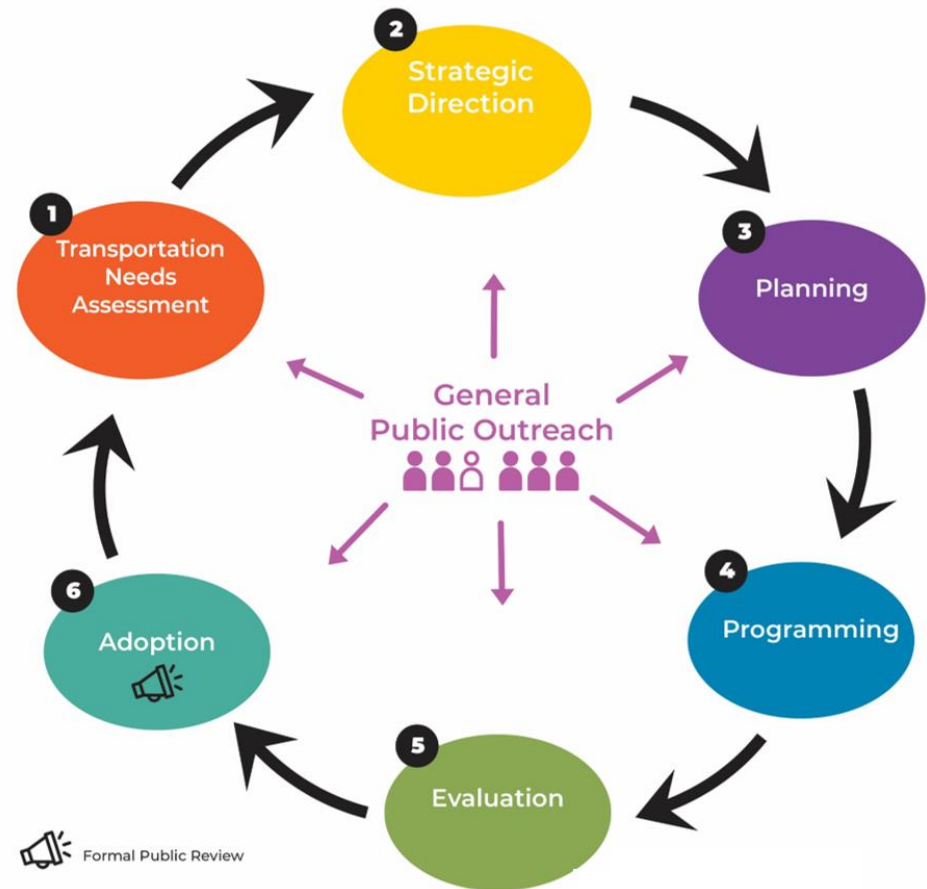 1
Transportation
Needs
Assessment
2
Strategic
Direction
3
Planning
4
Programming
5
Evaluation
6
Adoption
General
Public Outreach
Formal Public Review